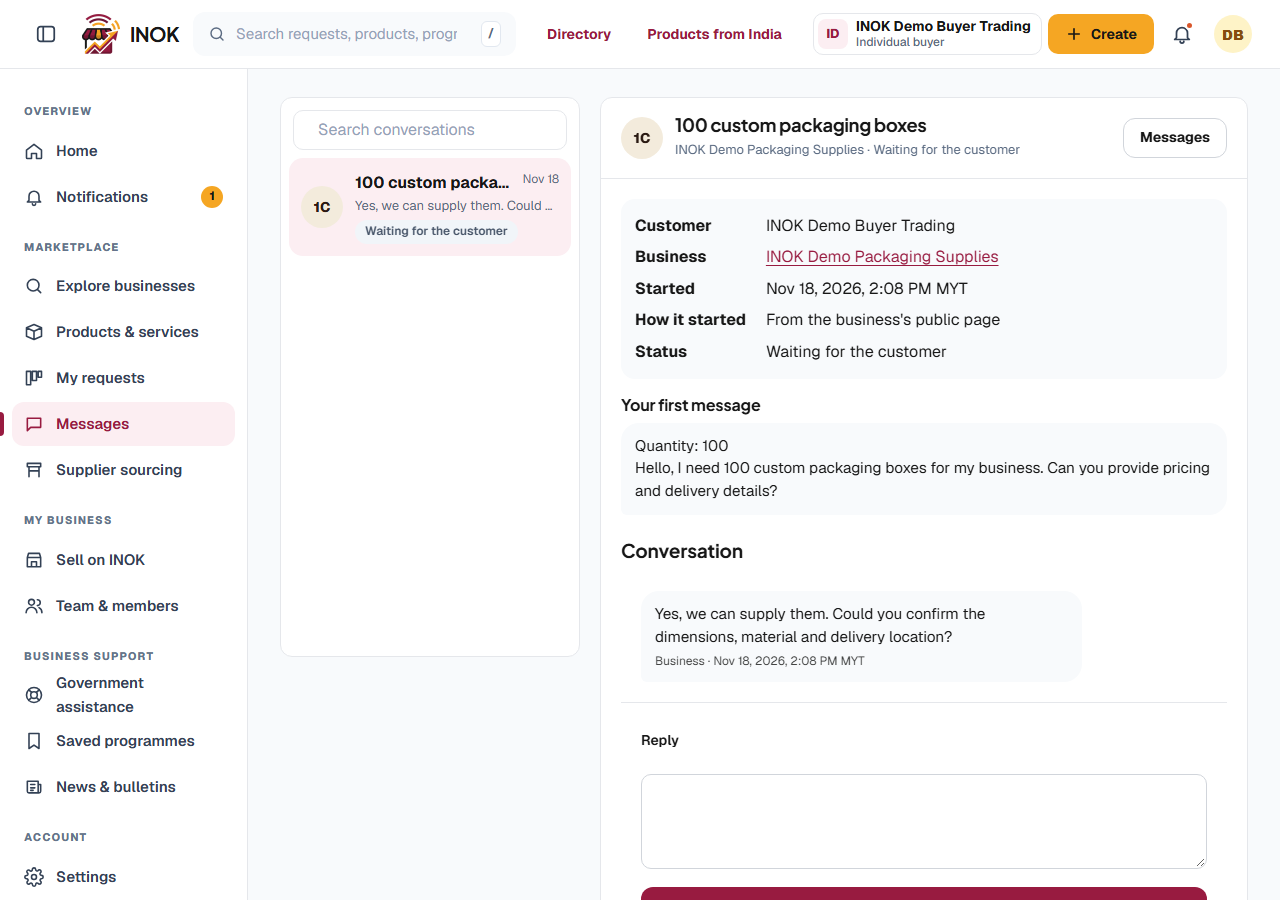 INOK
Search requests, products, progr
/
Directory
Products from India
ID
INOK Demo Buyer Trading
Individual buyer
+ Create
DB
OVERVIEW
Home
Notifications
1
MARKETPLACE
Explore businesses
Products & services
My requests
Messages
Supplier sourcing
MY BUSINESS
Sell on INOK
Team & members
BUSINESS SUPPORT
Government
assistance
Saved programmes
News & bulletins
ACCOUNT
Settings
Search conversations
1C
100 custom packa...
Nov 18
Yes, we can supply them. Could ...
Waiting for the customer
1C
100 custom packaging boxes
INOK Demo Packaging Supplies · Waiting for the customer
Messages
Customer INOK Demo Buyer Trading
Business INOK Demo Packaging Supplies
Started Nov 18, 2026, 2:08 PM MYT
How it started From the business's public page
Status Waiting for the customer
Your first message
Quantity: 100
Hello, I need 100 custom packaging boxes for my business. Can you provide pricing
and delivery details?
Conversation
Yes, we can supply them. Could you confirm the
dimensions, material and delivery location?
Business · Nov 18, 2026, 2:08 PM MYT
Reply